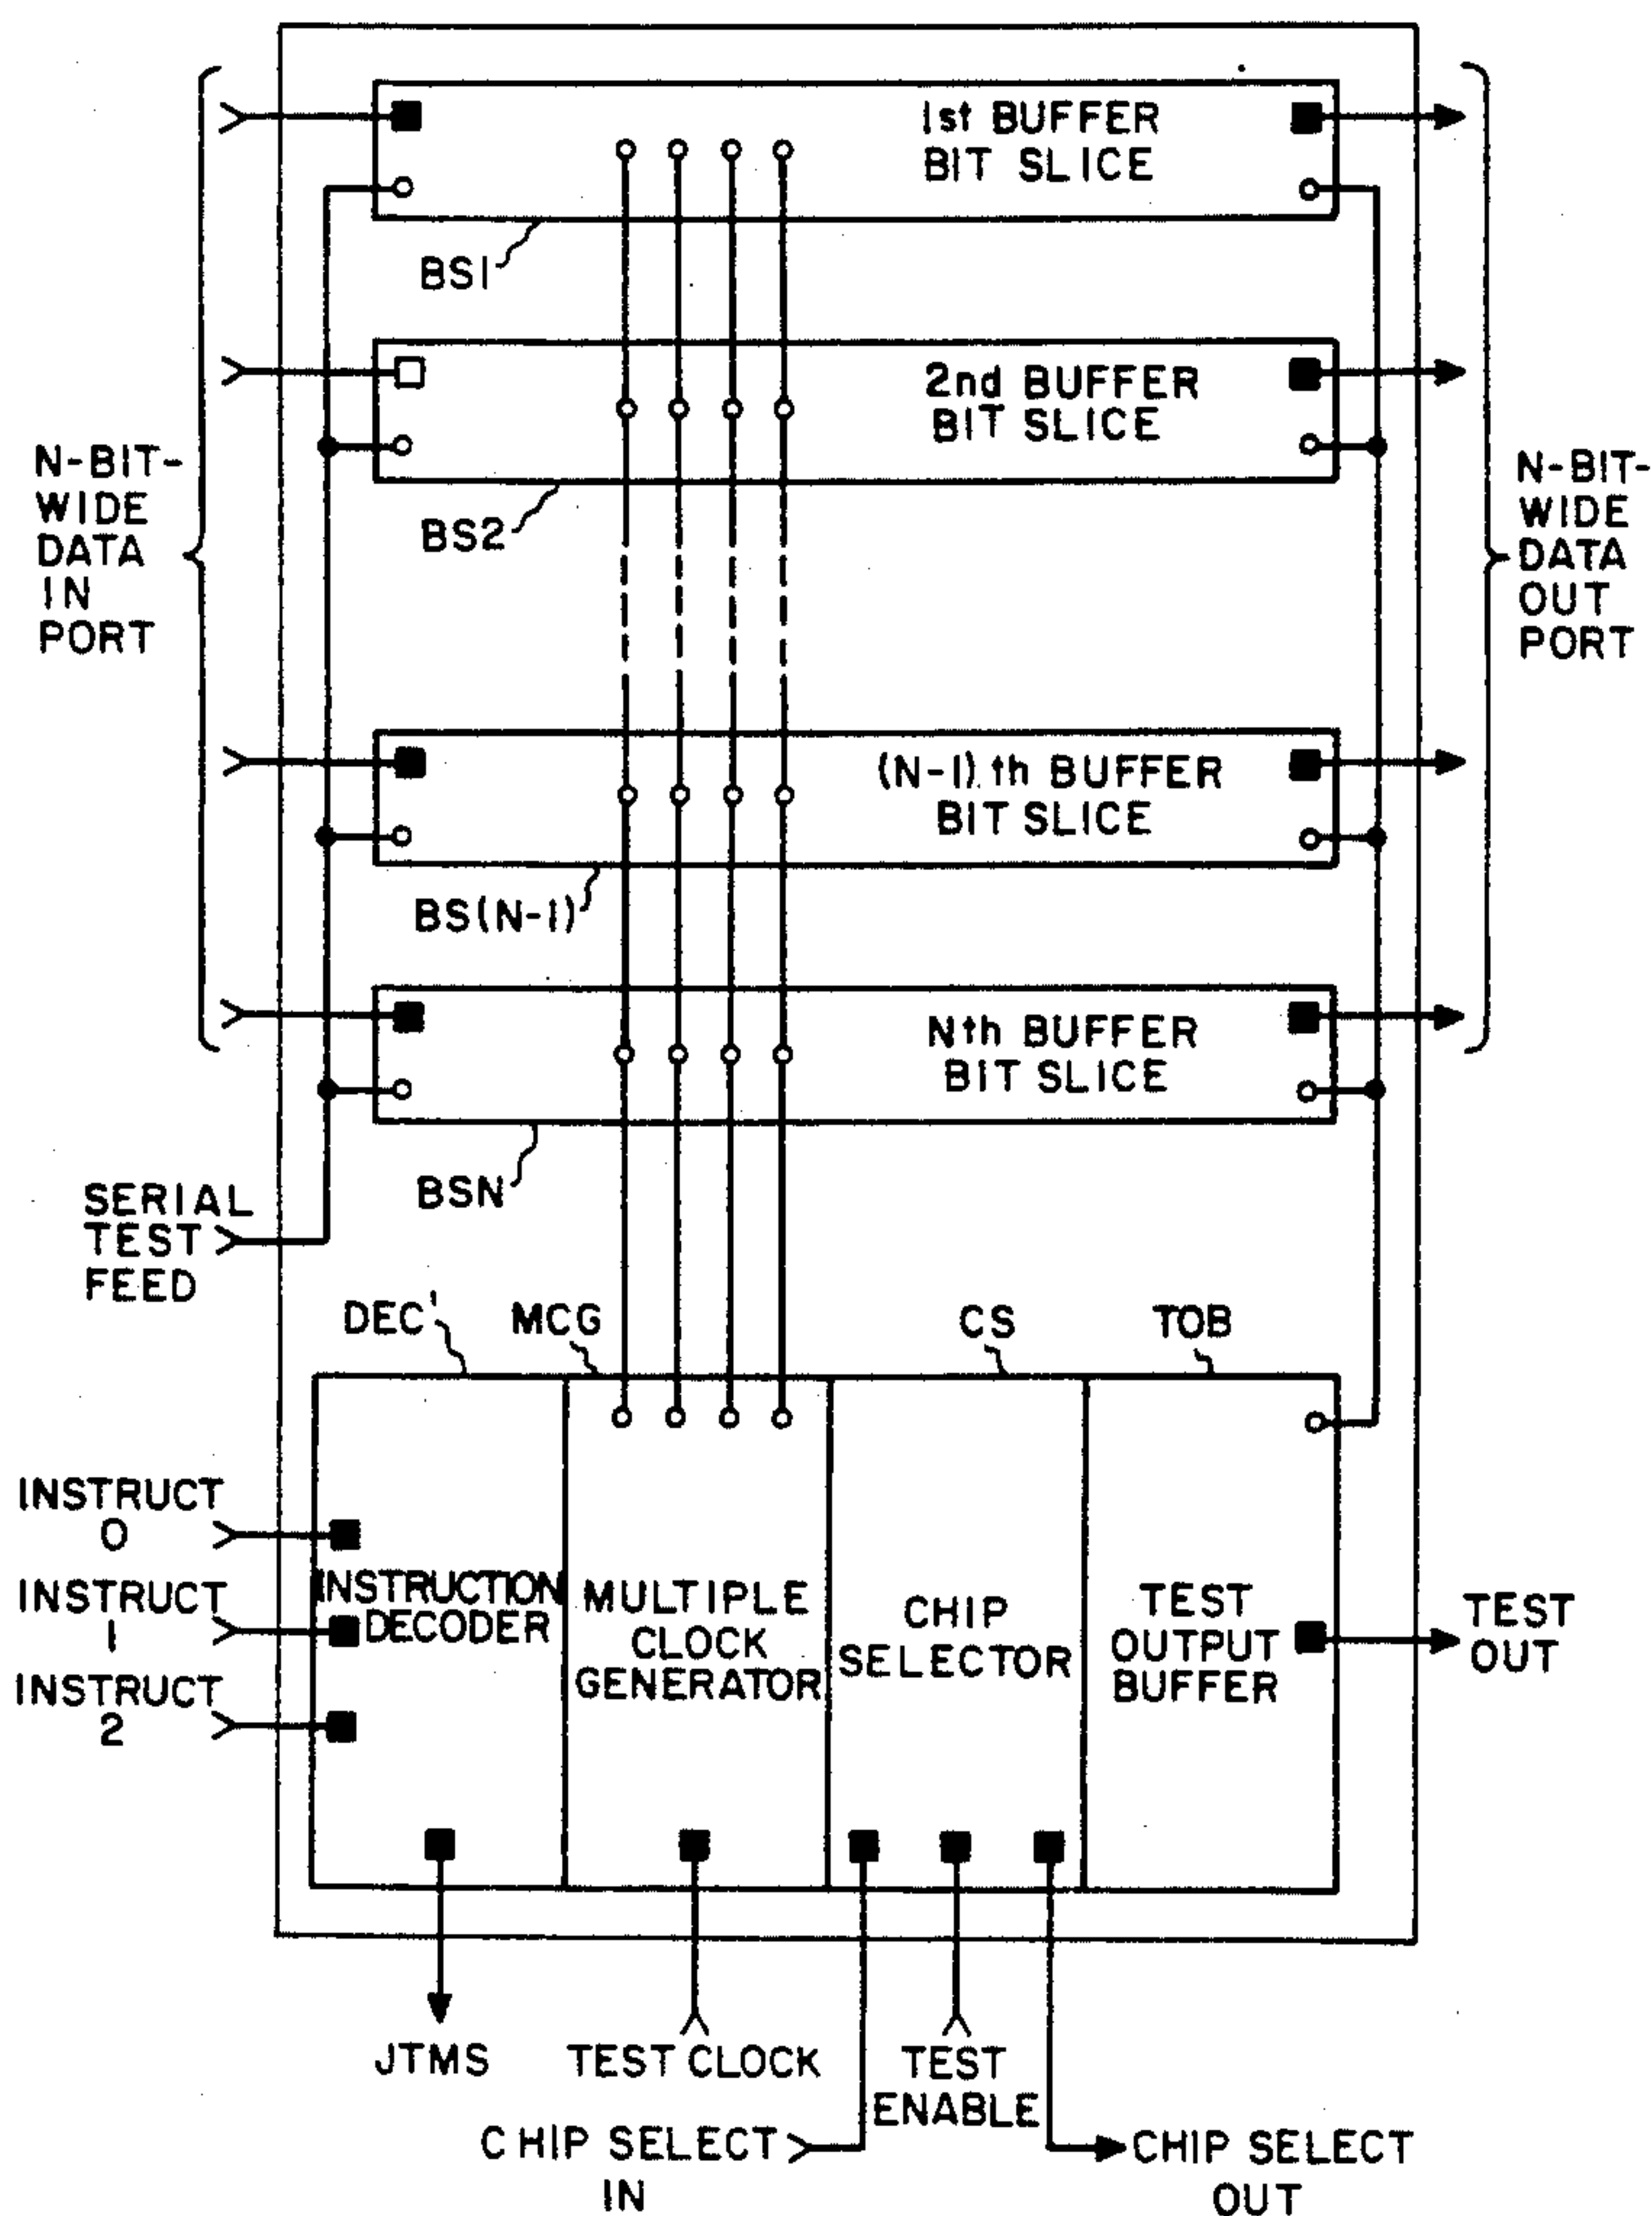 1st BUFFER
BIT SLICE
BS1
2nd BUFFER
BIT SLICE
BS2
N-BIT-
WIDE
DATA
IN
PORT
N-BIT-
WIDE
DATA
OUT
PORT
(N-1).th BUFFER
BIT SLICE
BS(N-1)
Nth BUFFER
BIT SLICE
BSN
SERIAL
TEST
FEED
DEC'
MCG
CS
TOB
INSTRUCT
0
INSTRUCT
1
INSTRUCT
2
INSTRUCTION
DECODER
MULTIPLE
CLOCK
GENERATOR
CHIP
SELECTOR
TEST
OUTPUT
BUFFER
TEST
OUT
JTMS
TEST CLOCK
TEST
ENABLE
CHIP SELECT
IN
CHIP SELECT
OUT